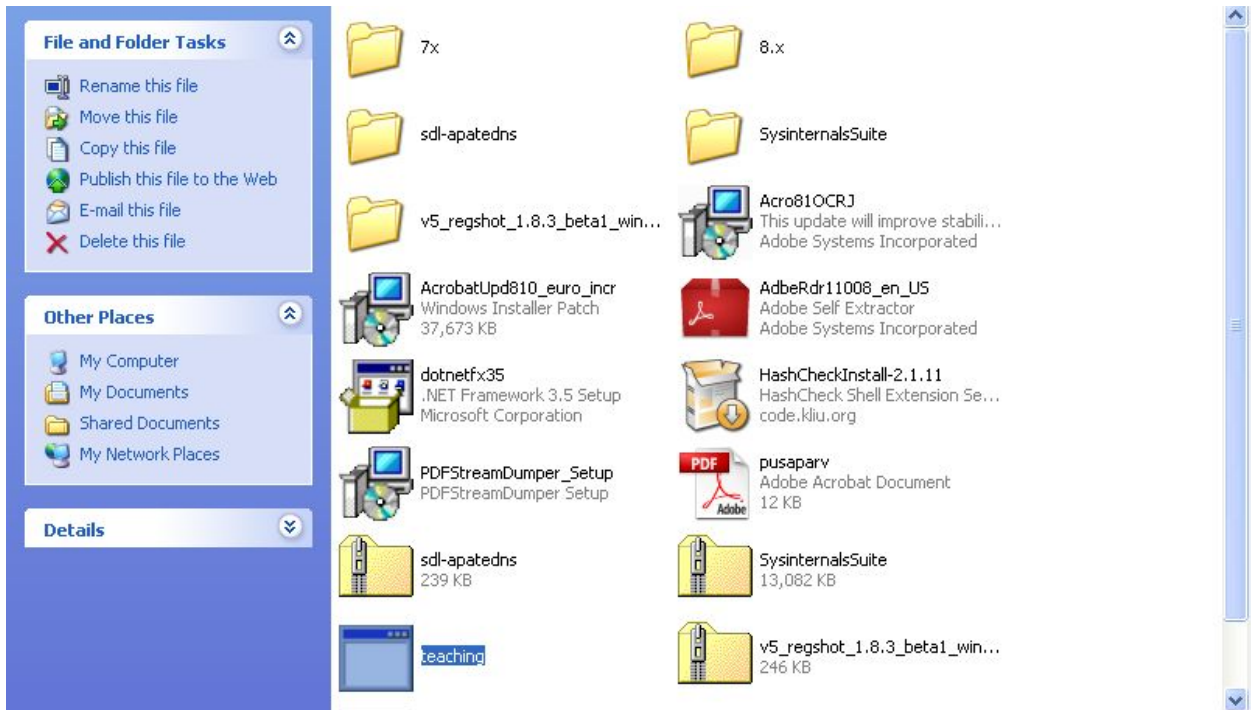 File and Folder Tasks
Rename this file
Move this file
Copy this file
Publish this file to the Web
E-mail this file
Delete this file
Other Places
My Computer
My Documents
Shared Documents
My Network Places
Details
7x
8.x
sdl-apatedns
SysinternalsSuite
v5_regshot_1.8.3_beta1_win...
Acro81OCRJ
This update will improve stabili...
Adobe Systems Incorporated
AcrobatUpd810_euro_incr
Windows Installer Patch
37,673 KB
AdbeRdr11008_en_US
Adobe Self Extractor
Adobe Systems Incorporated
dotnetfx35
.NET Framework 3.5 Setup
Microsoft Corporation
HashCheckInstall-2.1.11
HashCheck Shell Extension Se...
code.kliu.org
PDFStreamDumper_Setup
PDFStreamDumper Setup
PDF
Adobe
pusaparv
Adobe Acrobat Document
12 KB
sdl-apatedns
239 KB
SysinternalsSuite
13,082 KB
teaching
v5_regshot_1.8.3_beta1_win...
246 KB